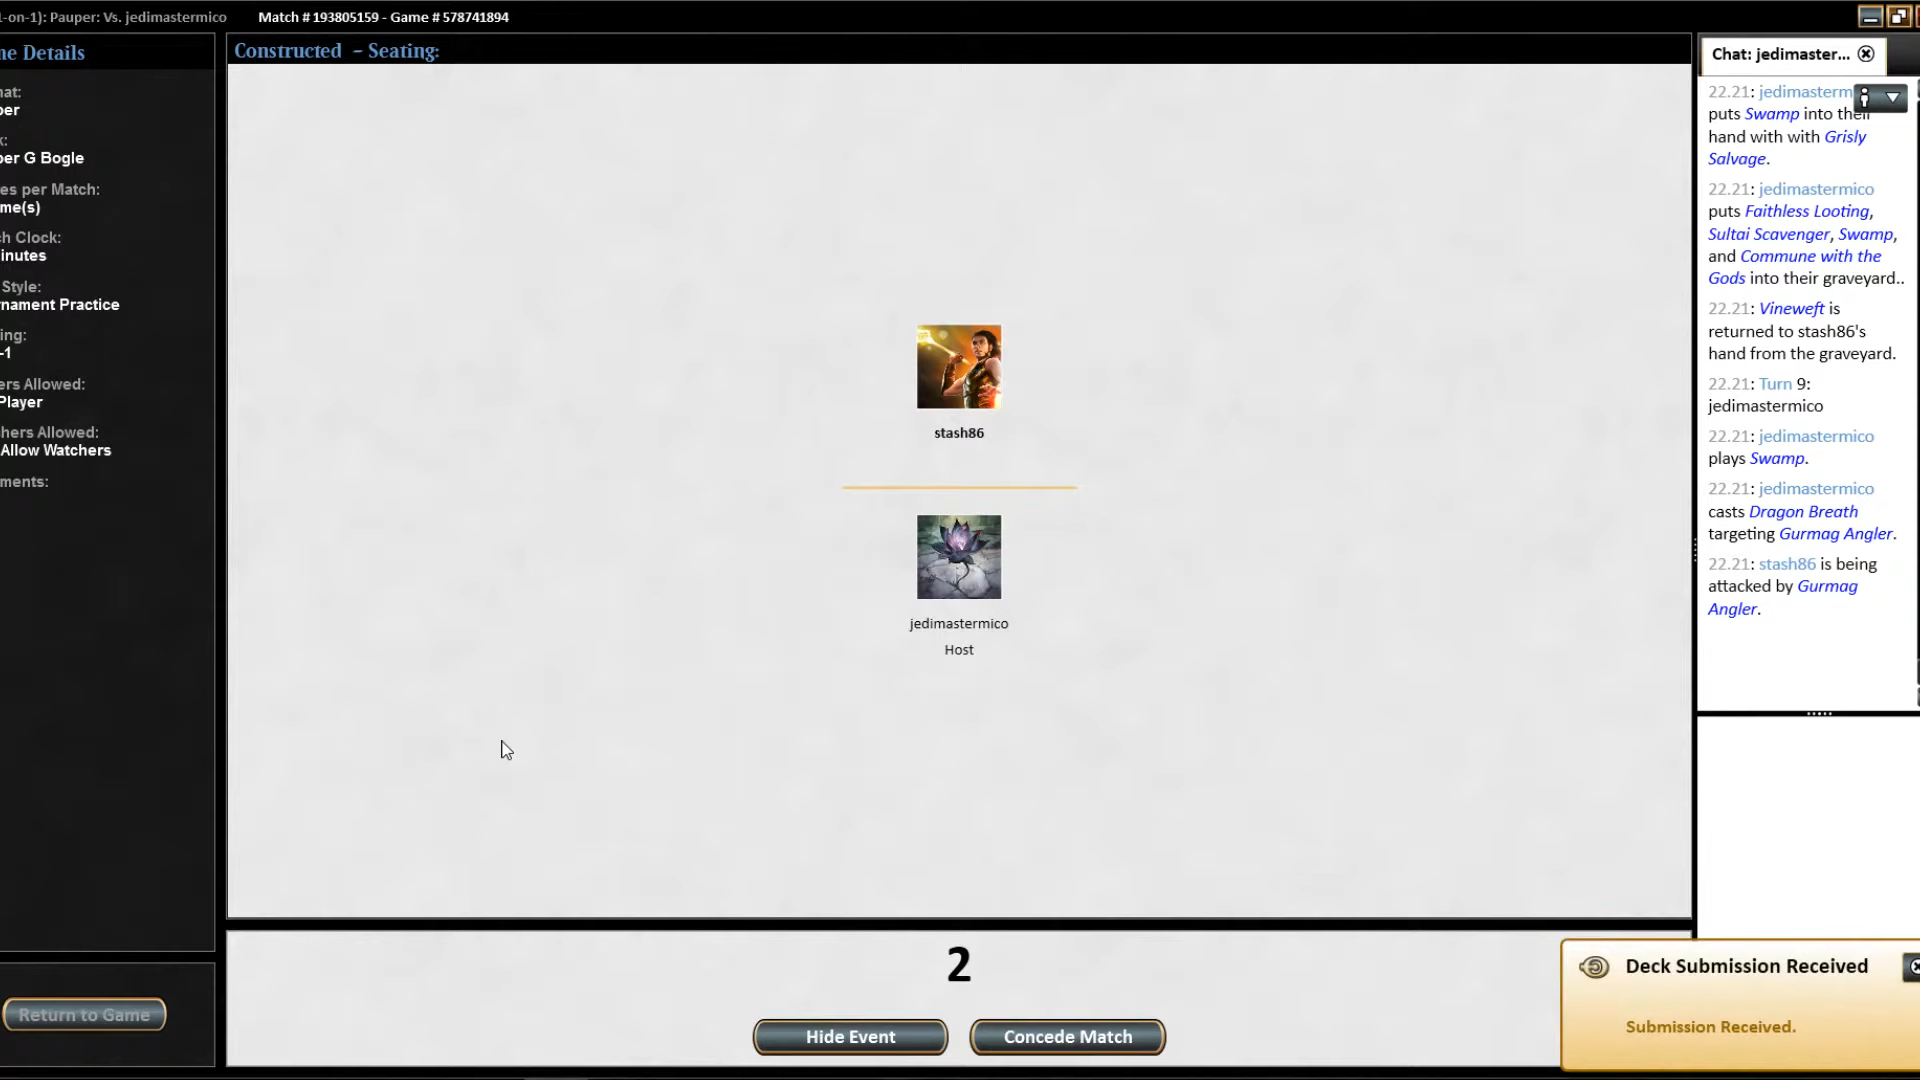 1-on-1): Pauper: Vs. jedimastermico
Match # 193805159 - Game # 578741894
me Details
Constructed – Seating:
Chat: jedimaster...
nat:
per
k:
per G Bogle
es per Match:
me(s)
ch Clock:
inutes
Style:
rnament Practice
ing:
-1
ers Allowed:
Player
hers Allowed:
Allow Watchers
ments:
stash86
jedimastermico
Host
22.21: jedimasterm
puts Swamp into their
hand with with Grisly
Salvage.
22.21: jedimastermico
puts Faithless Looting,
Sultai Scavenger, Swamp,
and Commune with the
Gods into their graveyard..
22.21: Vineweft is
returned to stash86's
hand from the graveyard.
22.21: Turn 9:
jedimastermico
22.21: jedimastermico
plays Swamp.
22.21: jedimastermico
casts Dragon Breath
targeting Gurmag Angler.
22.21: stash86 is being
attacked by Gurmag
Angler.
2
Return to Game
Hide Event
Concede Match
Deck Submission Received
Submission Received.